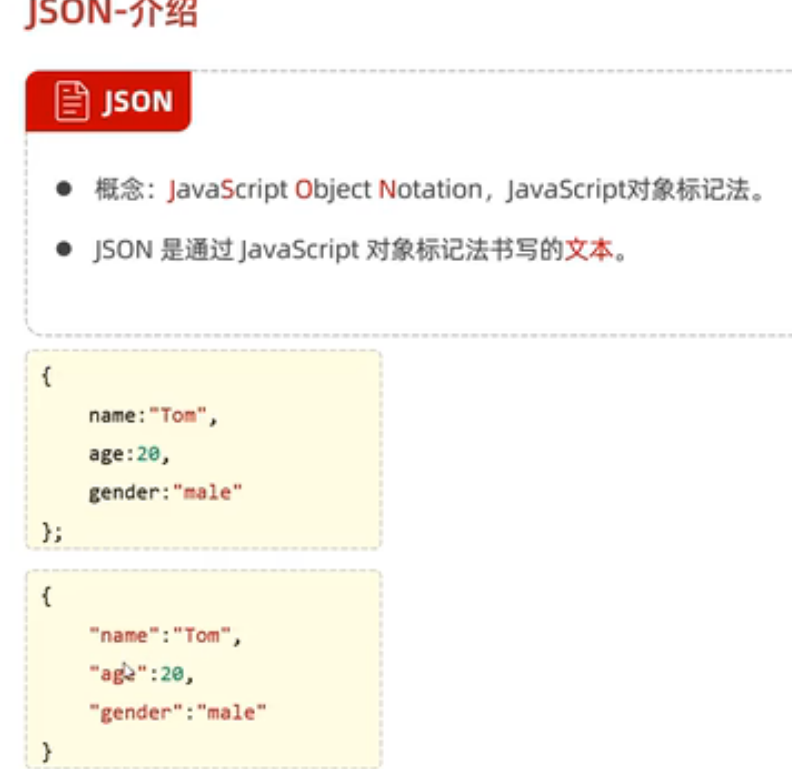 JSON-介绍
JSON
● 概念：JavaScript Object Notation，JavaScript对象标记法。
● JSON 是通过 JavaScript 对象标记法书写的文本。
{
name:"Tom",
age:20,
gender:"male"
};
{
"name":"Tom",
"age":20,
"gender":"male"
}